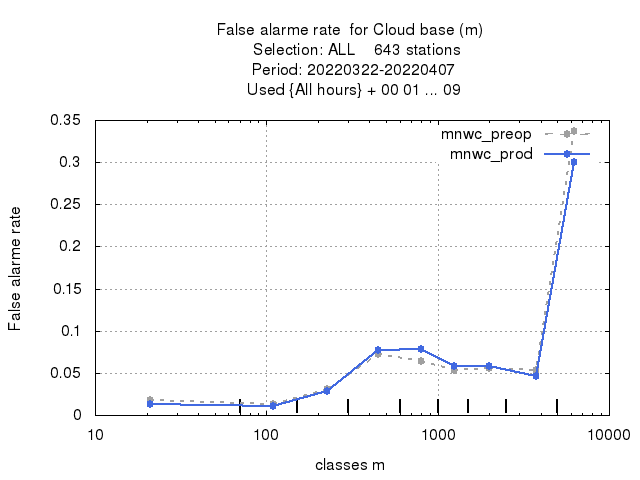 False alarme rate  for Cloud base (m)
Selection: ALL    643 stations
Period: 20220322-20220407
Used {All hours} + 00 01 ... 09
mnwc_preop
mnwc_prod
False alarme rate
0.35
0.3
0.25
0.2
0.15
0.1
0.05
0
10 100 1000 10000
classes m